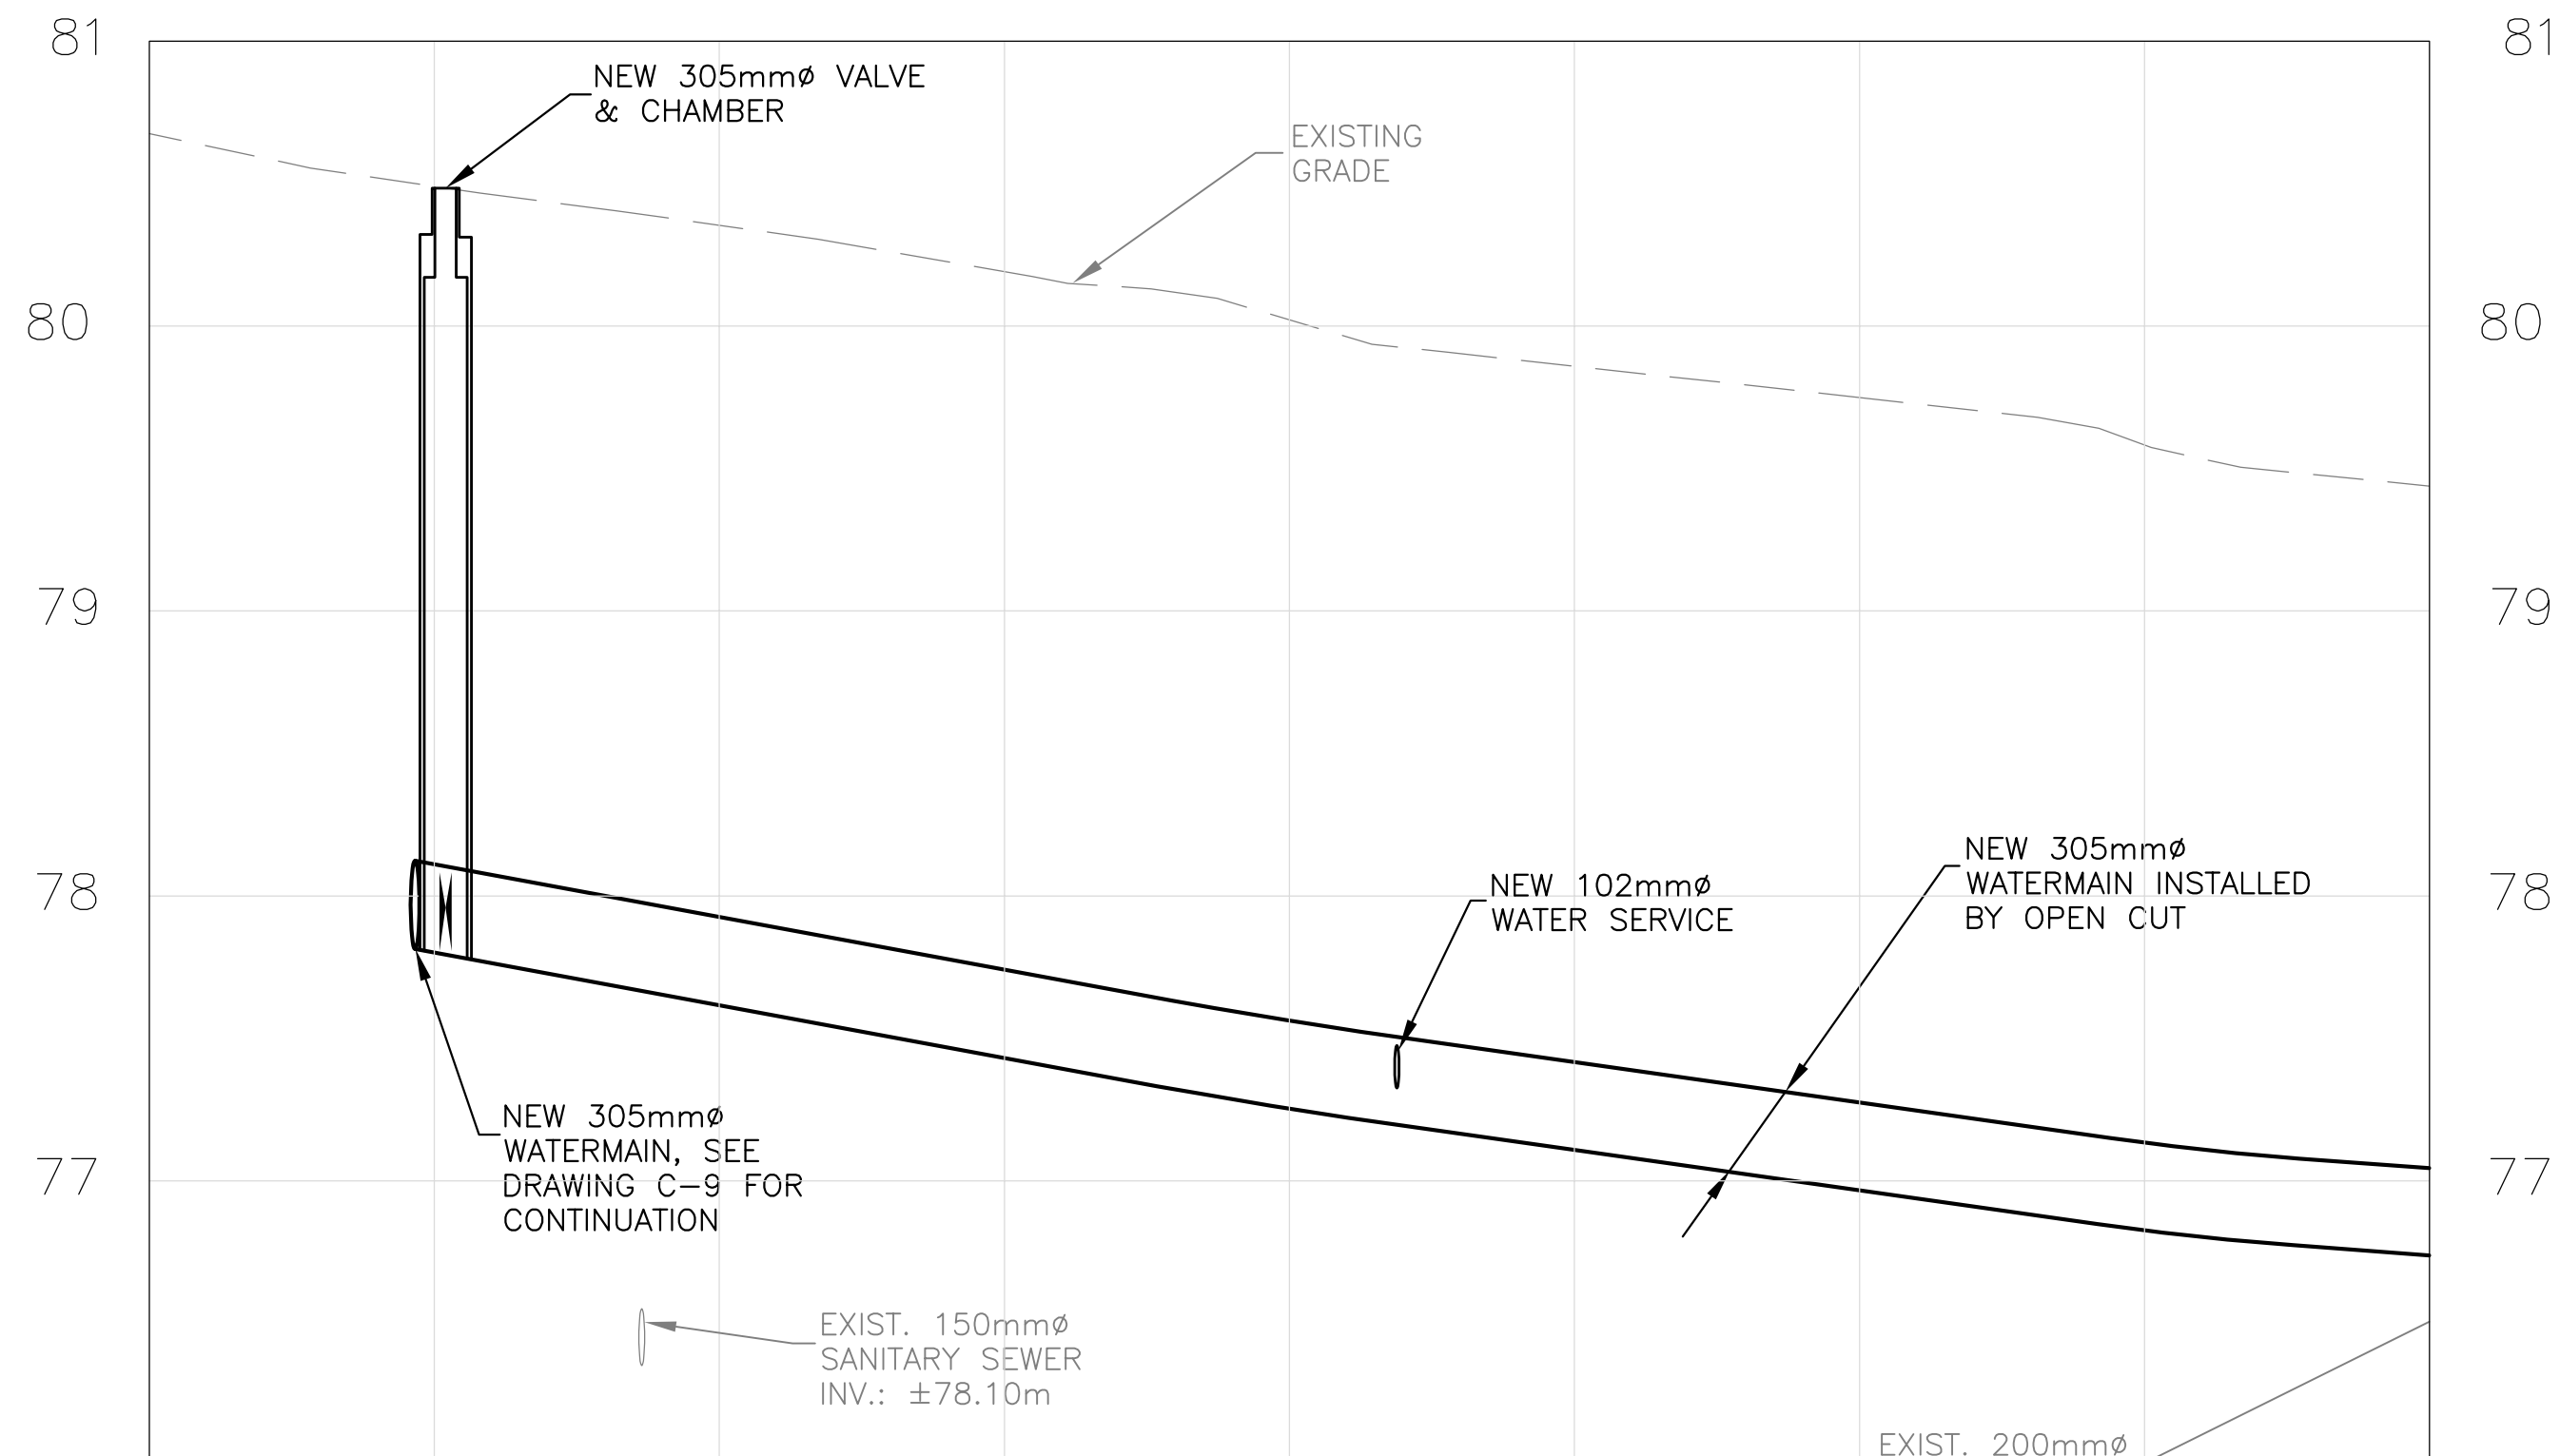 81
81
NEW 305mmø VALVE
& CHAMBER
EXISTING
GRADE
80
80
79
79
78
78
NEW 305mmø
WATERMAIN INSTALLED
BY OPEN CUT
NEW 102mmø
WATER SERVICE
NEW 305mmø
WATERMAIN, SEE
DRAWING C-9 FOR
CONTINUATION
77
77
EXIST. 150mmø
SANITARY SEWER
INV.: ±78.10m
EXIST. 200mmø